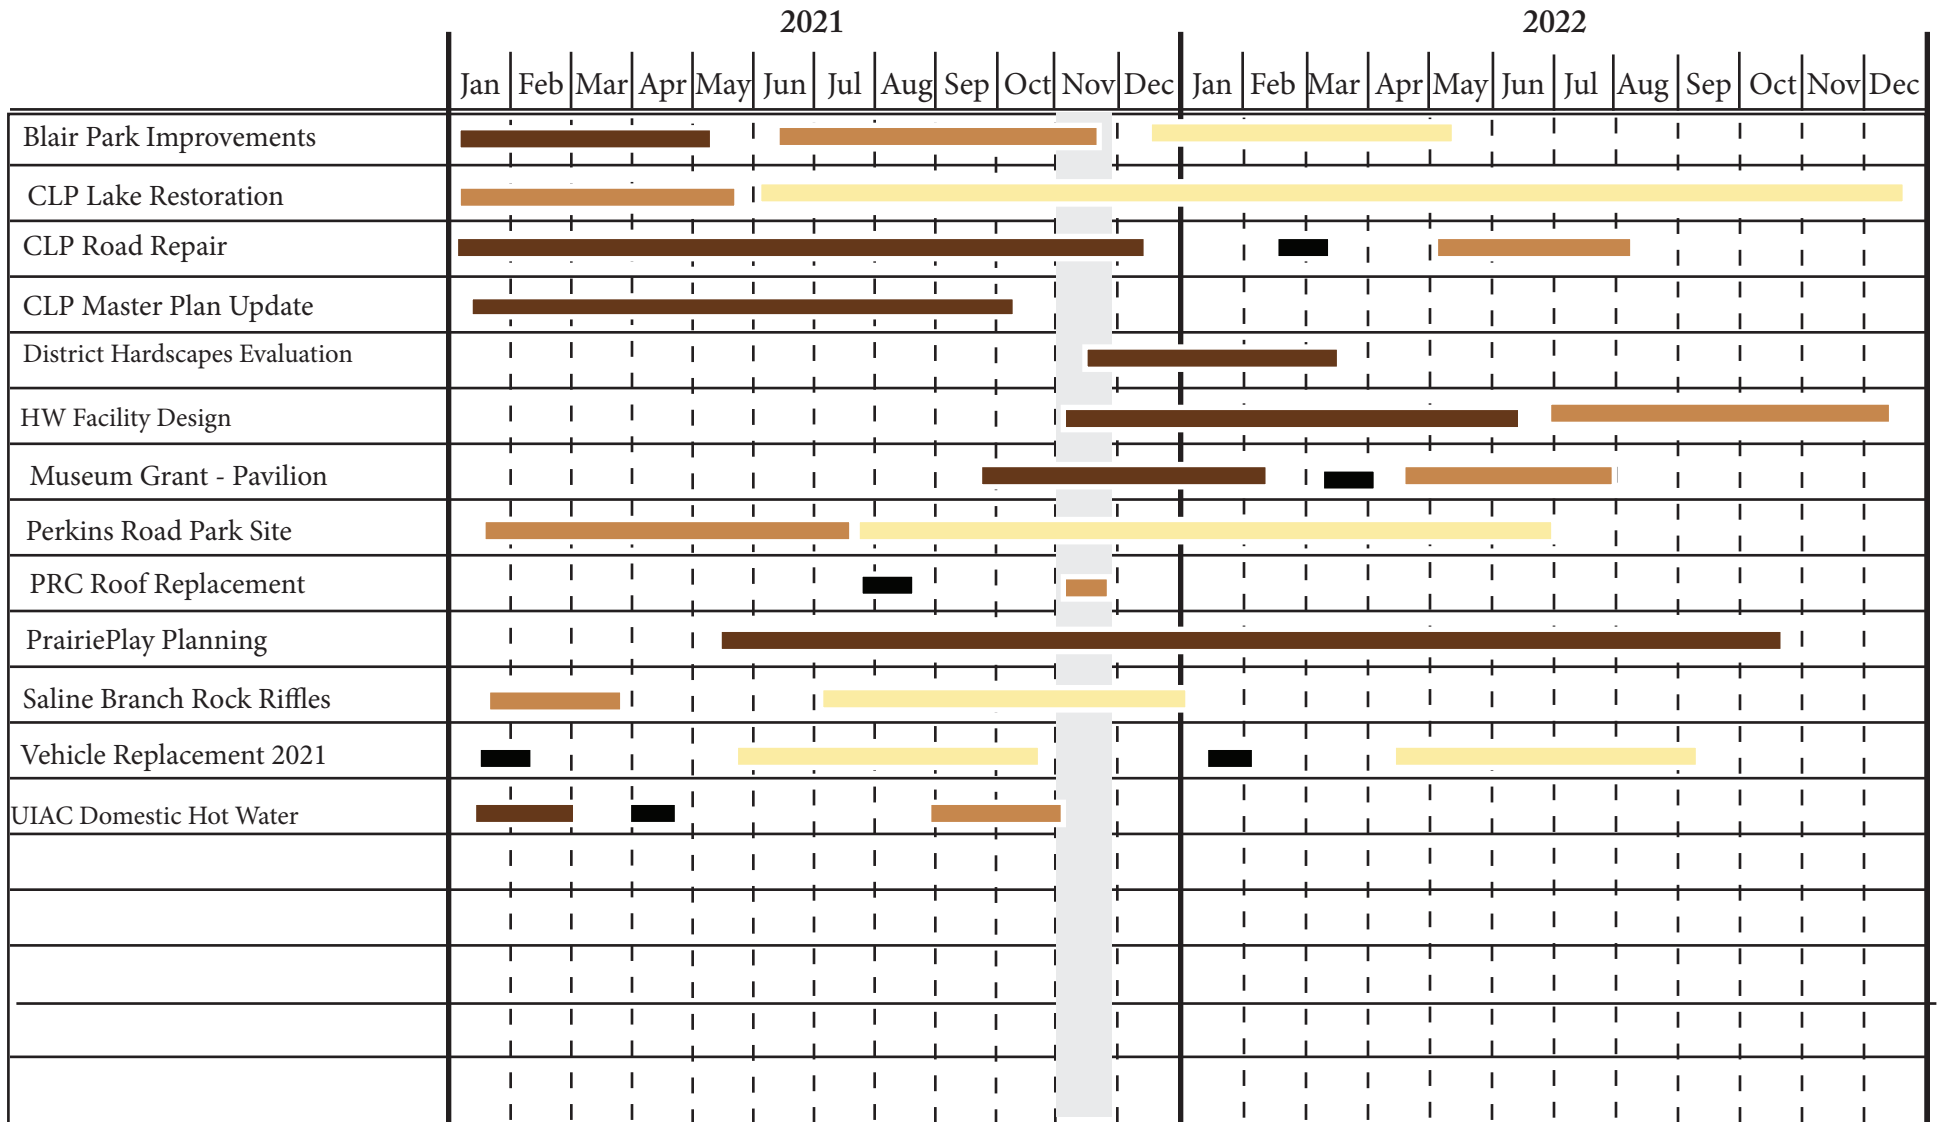 2021 2022
Jan Feb Mar Apr May Jun Jul Aug Sep Oct Nov Dec Jan Feb Mar Apr May Jun Jul Aug Sep Oct Nov Dec
Blair Park Improvements
CLP Lake Restoration
CLP Road Repair
CLP Master Plan Update
District Hardscapes Evaluation
HW Facility Design
Museum Grant - Pavilion
Perkins Road Park Site
PRC Roof Replacement
PrairiePlay Planning
Saline Branch Rock Riffles
Vehicle Replacement 2021
UIAC Domestic Hot Water